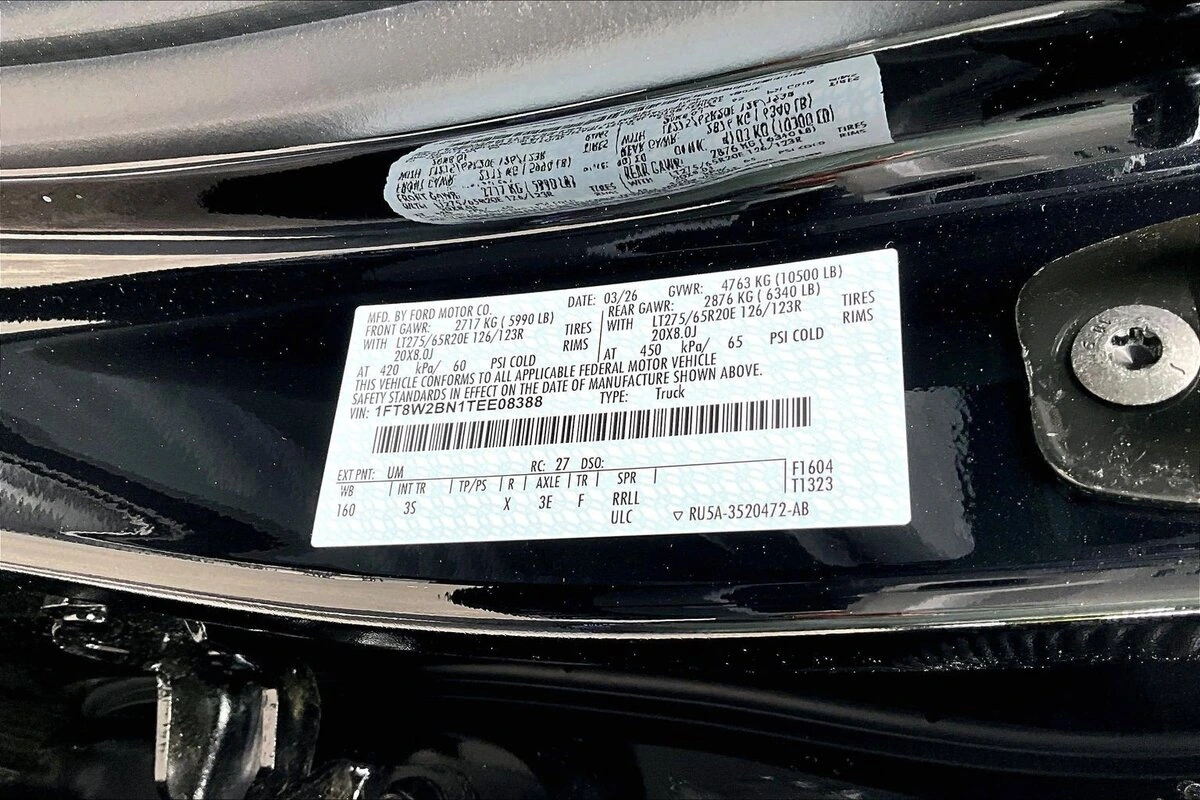 MFD. BY FORD MOTOR CO. DATE: 03/26 GVWR: 4763 KG (10500 LB)
FRONT GAWR: 2717 KG ( 5990 LB) REAR GAWR: 2876 KG ( 6340 LB)
WITH LT275/65R20E 126/123R TIRES WITH LT275/65R20E 126/123R TIRES
20X8.0J RIMS 20X8.0J RIMS
AT 420 kPa/ 60 PSI COLD AT 450 kPa/ 65 PSI COLD
THIS VEHICLE CONFORMS TO ALL APPLICABLE FEDERAL MOTOR VEHICLE
SAFETY STANDARDS IN EFFECT ON THE DATE OF MANUFACTURE SHOWN ABOVE.
VIN: 1FT8W2BN1TEE08388 TYPE: Truck
EXT PNT: UM RC: 27 DSO:
WB INT TR TP/PS R AXLE TR SPR F1604
160 3S X 3E F RRLL T1323
ULC ▽ RU5A-3520472-AB